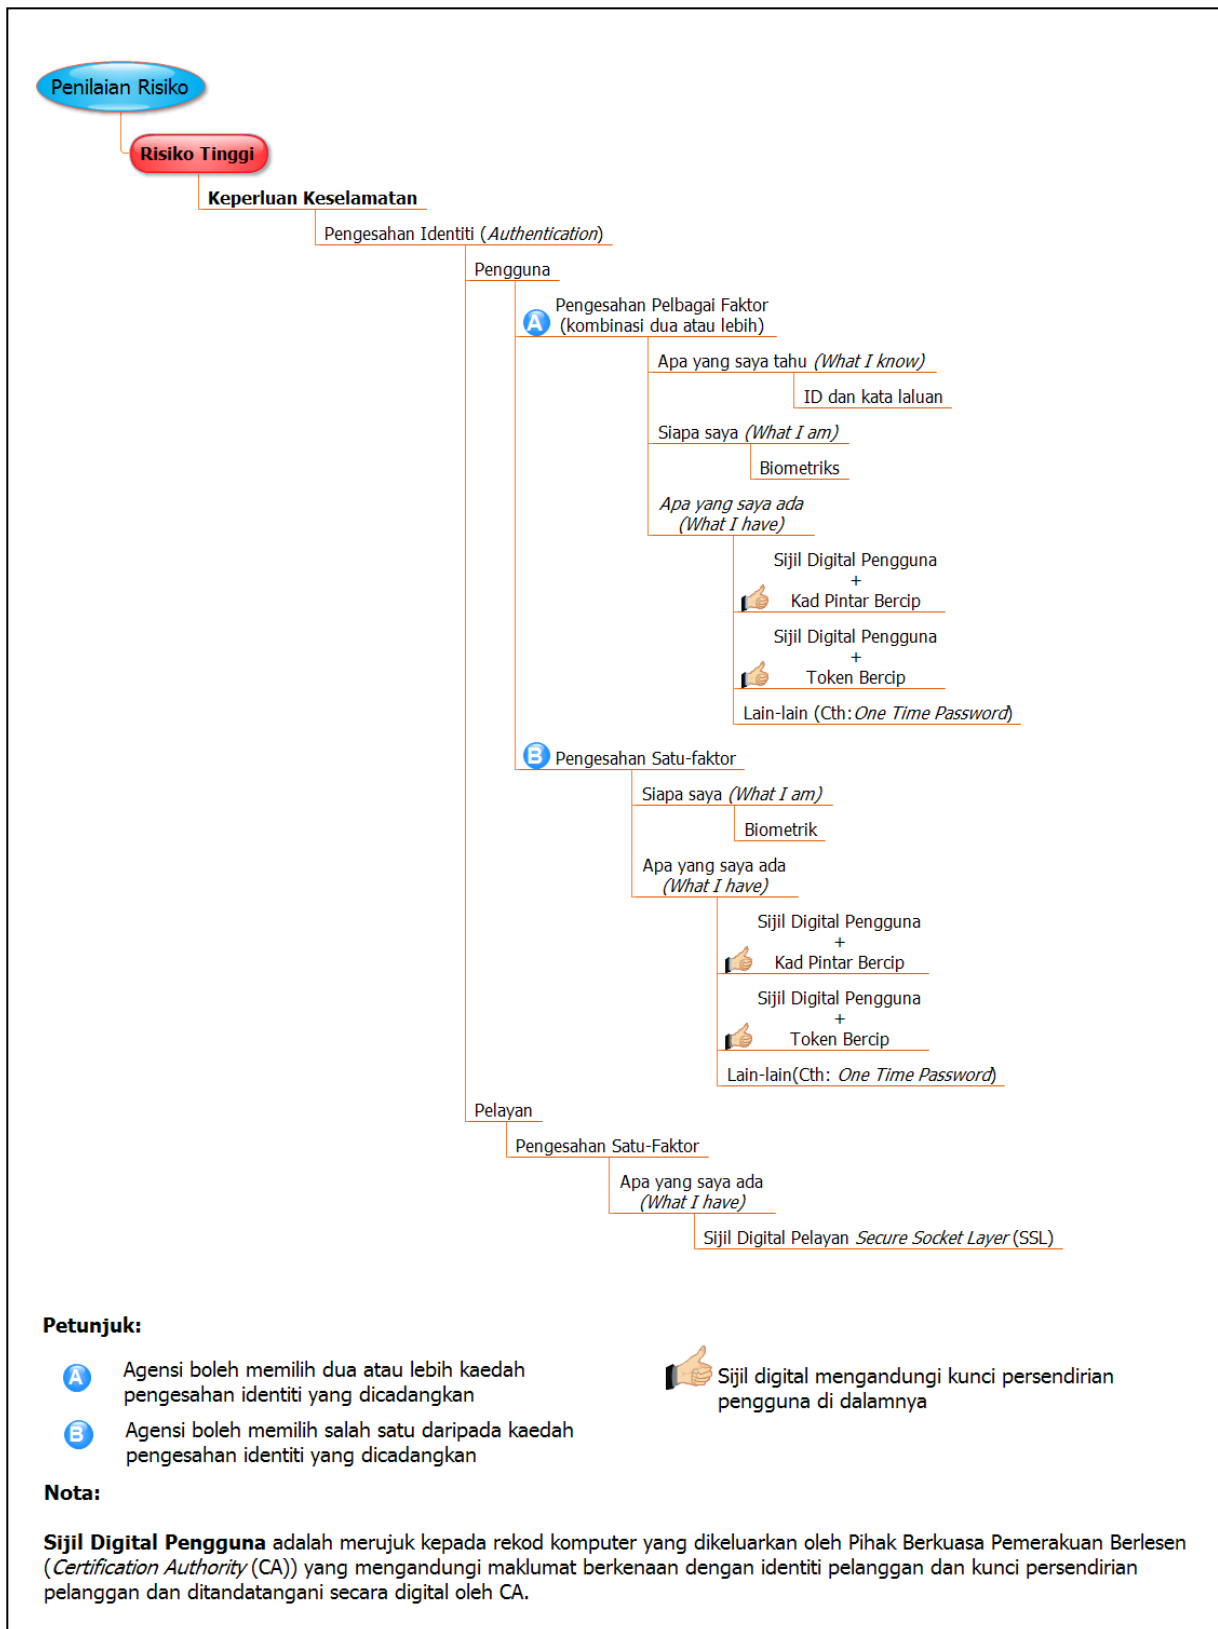 Penilaian Risiko
Risiko Tinggi
Keperluan Keselamatan
Pengesahan Identiti (Authentication)
Pengguna
A
Pengesahan Pelbagai Faktor
(kombinasi dua atau lebih)
Apa yang saya tahu (What I know)
ID dan kata laluan
Siapa saya (What I am)
Biometriks
Apa yang saya ada
(What I have)
Sijil Digital Pengguna
+
Kad Pintar Bercip
Sijil Digital Pengguna
+
Token Bercip
Lain-lain (Cth: One Time Password)
B Pengesahan Satu-faktor
Siapa saya (What I am)
Biometrik
Apa yang saya ada
(What I have)
Sijil Digital Pengguna
+
Kad Pintar Bercip
Sijil Digital Pengguna
+
Token Bercip
Lain-lain(Cth: One Time Password)
Pelayan
Pengesahan Satu-Faktor
Apa yang saya ada
(What I have)
Sijil Digital Pelayan Secure Socket Layer (SSL)
Petunjuk:
A
Agensi boleh memilih dua atau lebih kaedah
pengesahan identiti yang dicadangkan
B
Agensi boleh memilih salah satu daripada kaedah
pengesahan identiti yang dicadangkan
Sijil digital mengandungi kunci persendirian
pengguna di dalamnya
Nota:
Sijil Digital Pengguna adalah merujuk kepada rekod komputer yang dikeluarkan oleh Pihak Berkuasa Pemerakuan Berlesen
(Certification Authority (CA)) yang mengandungi maklumat berkenaan dengan identiti pelanggan dan kunci persendirian
pelanggan dan ditandatangani secara digital oleh CA.